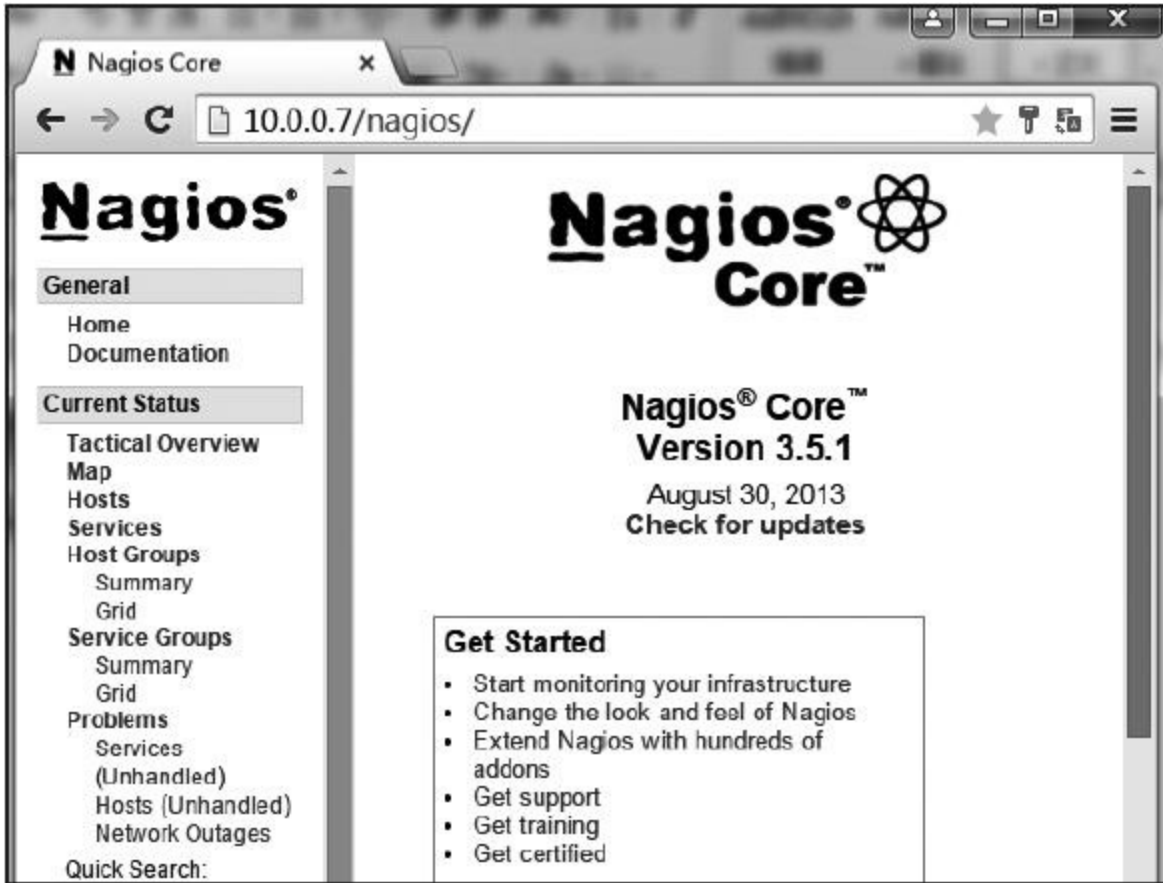 Nagios Core
10.0.0.7/nagios/
Nagios®
General
Home
Documentation
Current Status
Tactical Overview
Map
Hosts
Services
Host Groups
Summary
Grid
Service Groups
Summary
Grid
Problems
Services
(Unhandled)
Hosts (Unhandled)
Network Outages
Quick Search:
Nagios®
Core™
Nagios® Core™
Version 3.5.1
August 30, 2013
Check for updates
Get Started
• Start monitoring your infrastructure
• Change the look and feel of Nagios
• Extend Nagios with hundreds of
addons
• Get support
• Get training
• Get certified